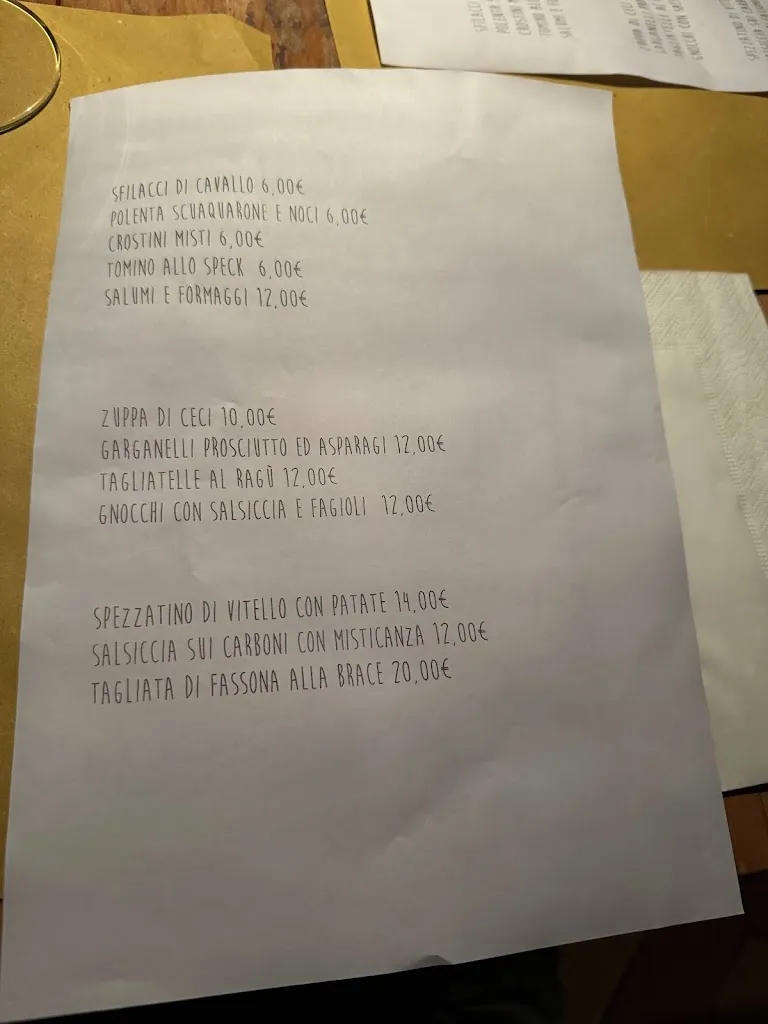 SFILACCI DI CAVALLO 6,00€
POLENTA SCUAQUARONE E NOCI 6,00€
CROSTINI MISTI 6,00€
TOMINO ALLO SPECK 6,00€
SALUMI E FORMAGGI 12,00€
ZUPPA DI CECI 10,00€
GARGANELLI PROSCIUTTO ED ASPARAGI 12,00€
TAGLIATELLE AL RAGÙ 12,00€
GNOCCHI CON SALSICCIA E FAGIOLI 12,00€
SPEZZATINO DI VITELLO CON PATATE 14,00€
SALSICCIA SUI CARBONI CON MISTICANZA 12,00€
TAGLIATA DI FASSONA ALLA BRACE 20,00€